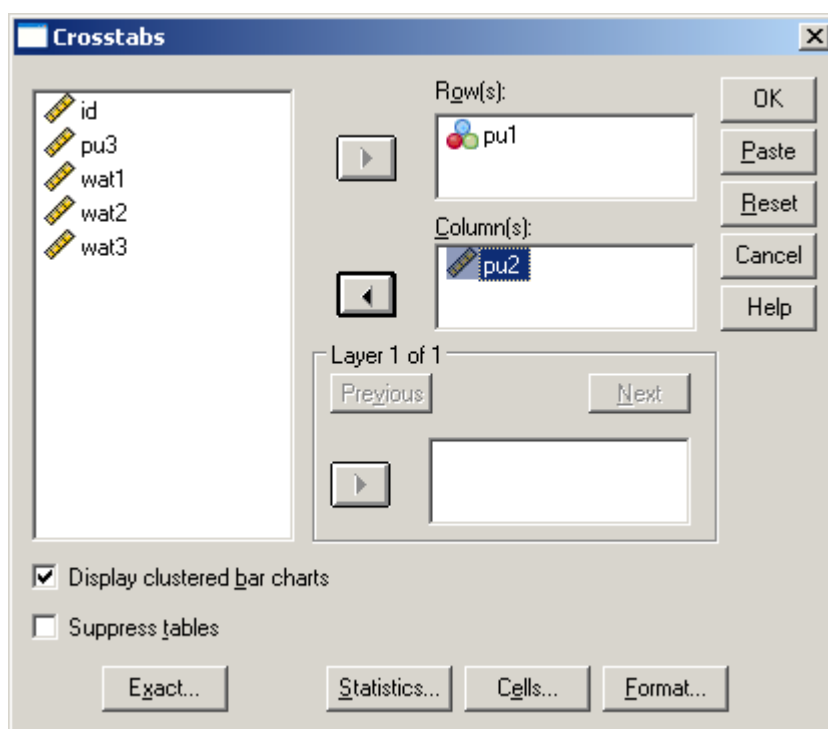 Crosstabs
id
pu3
wat1
wat2
wat3
Row(s):
pu1
Column(s):
pu2
Layer 1 of 1
Previous
Next
OK
Paste
Reset
Cancel
Help
Display clustered bar charts
Suppress tables
Exact...
Statistics...
Cells...
Format...